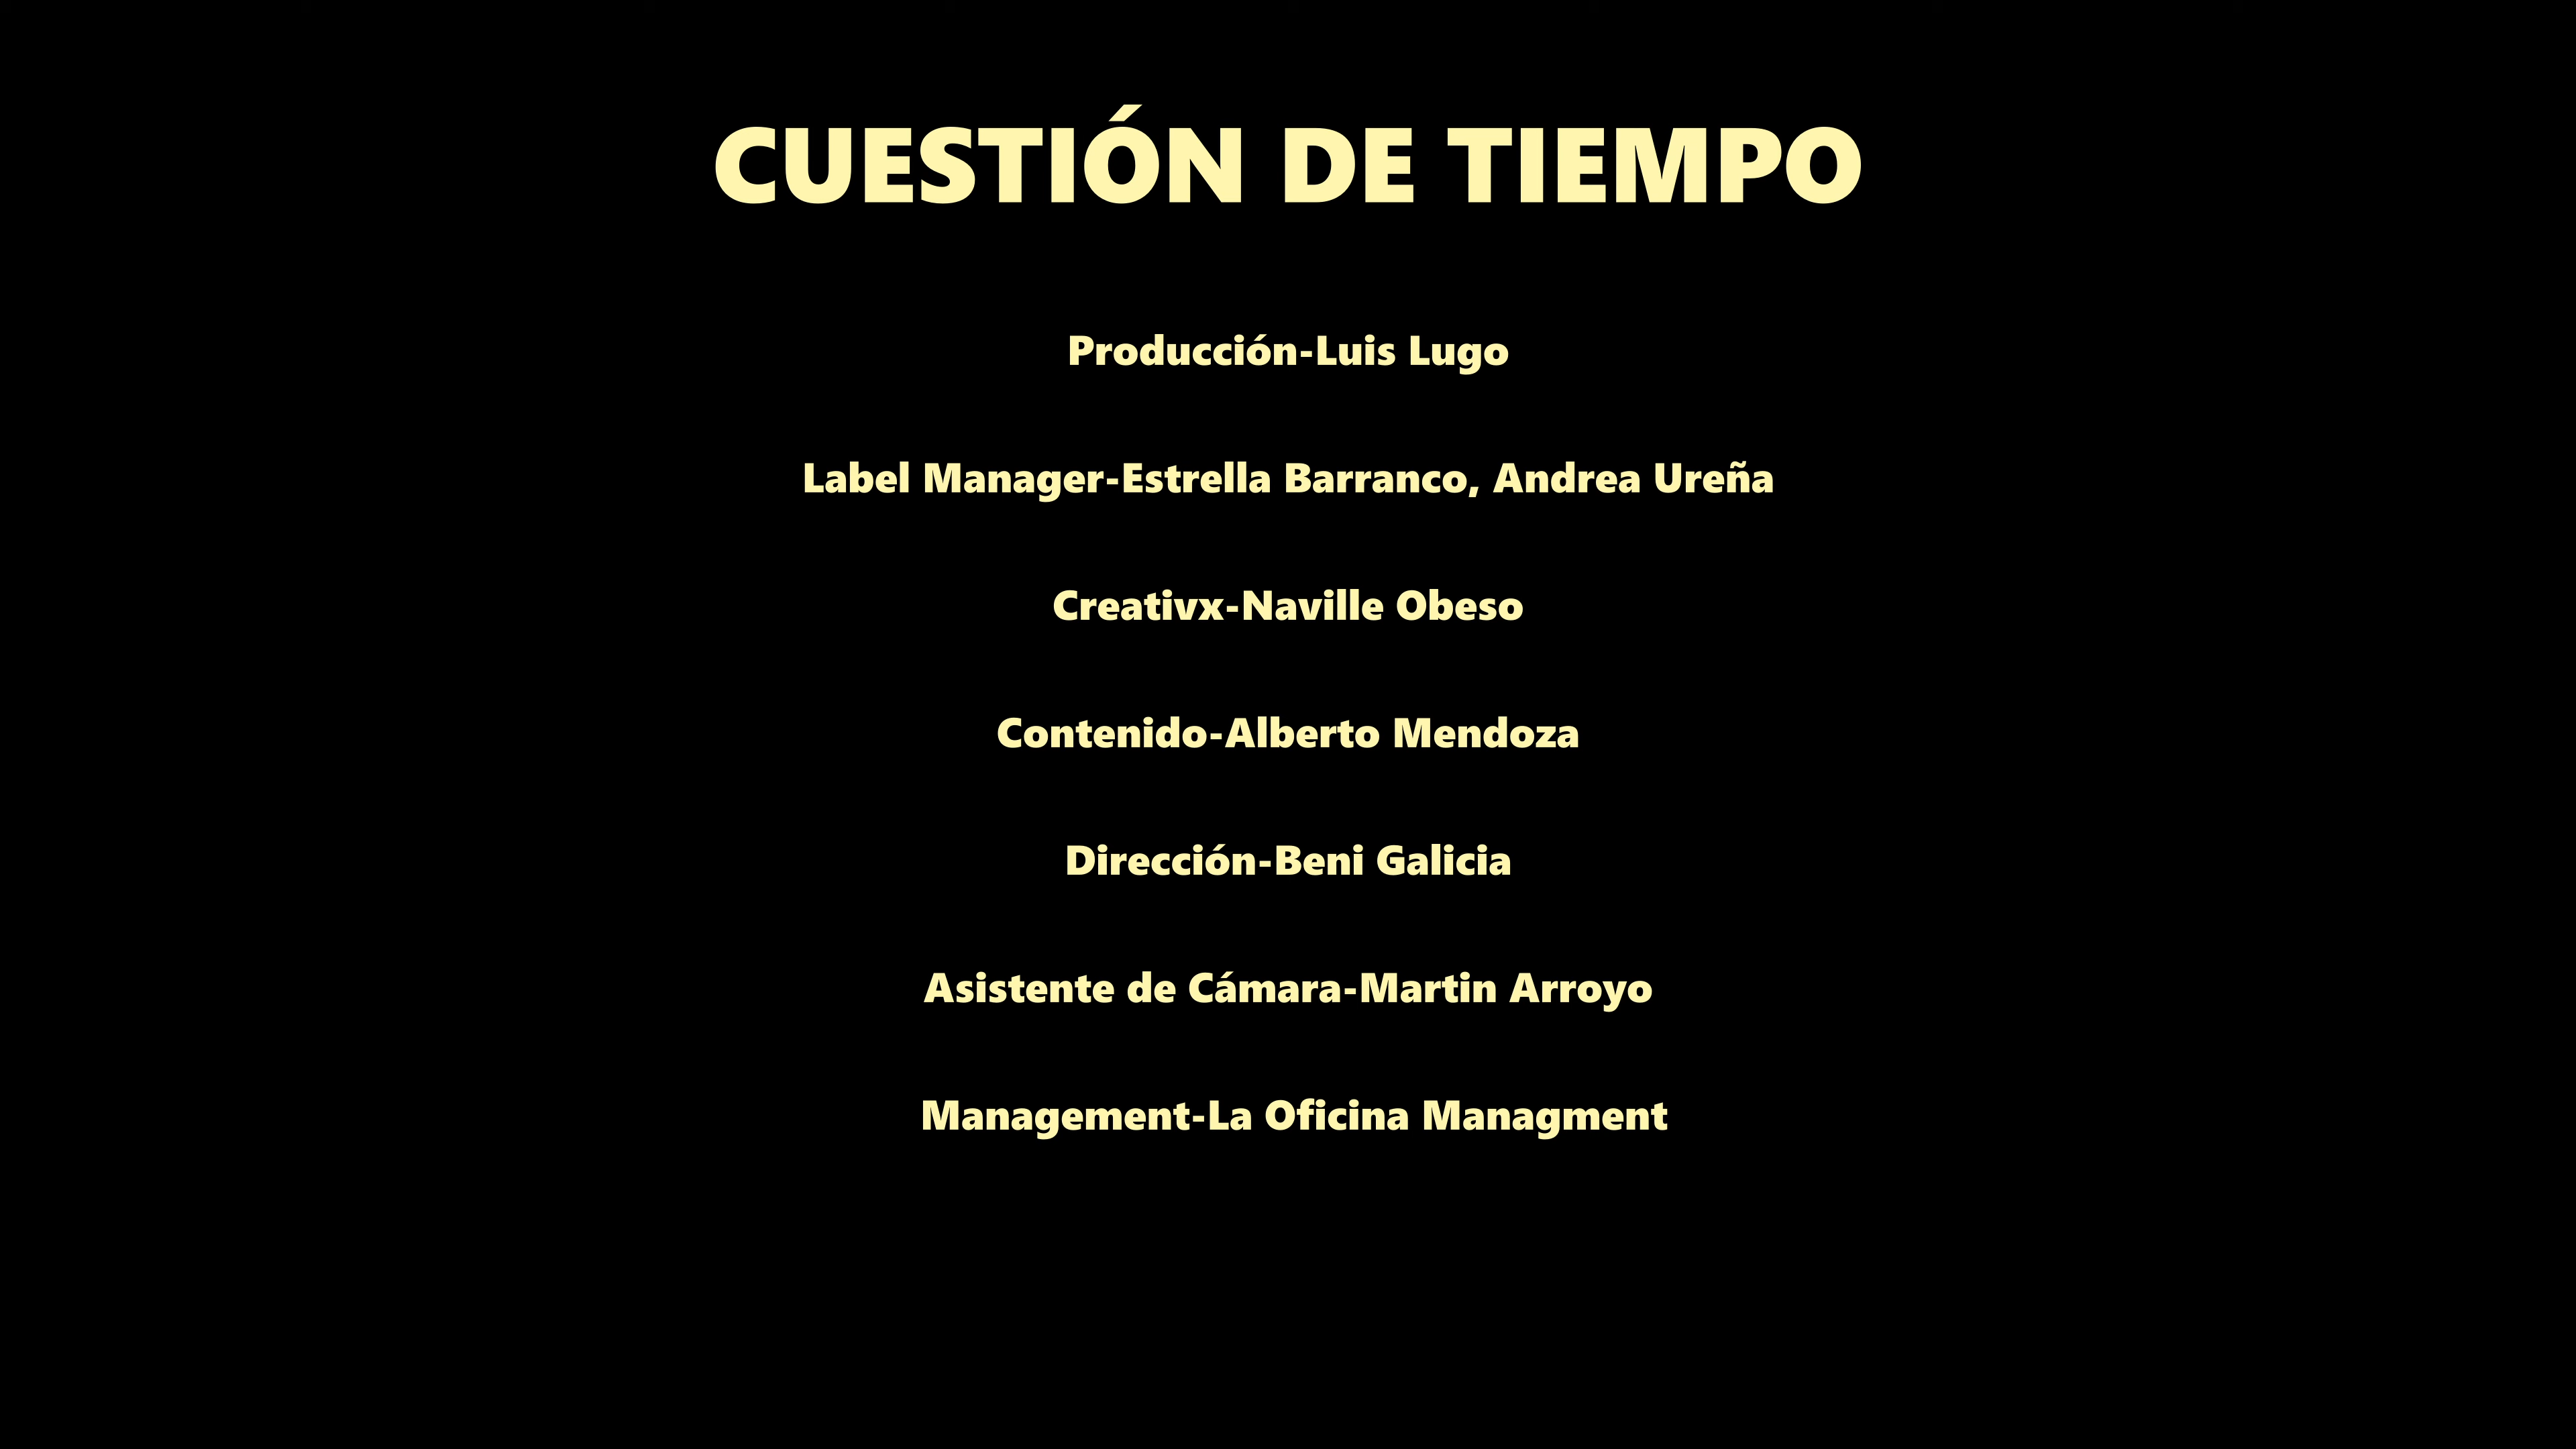 CUESTIÓN DE TIEMPO
Producción-Luis Lugo
Label Manager-Estrella Barranco, Andrea Ureña
Creativx-Naville Obeso
Contenido-Alberto Mendoza
Dirección-Beni Galicia
Asistente de Cámara-Martin Arroyo
Management-La Oficina Managment